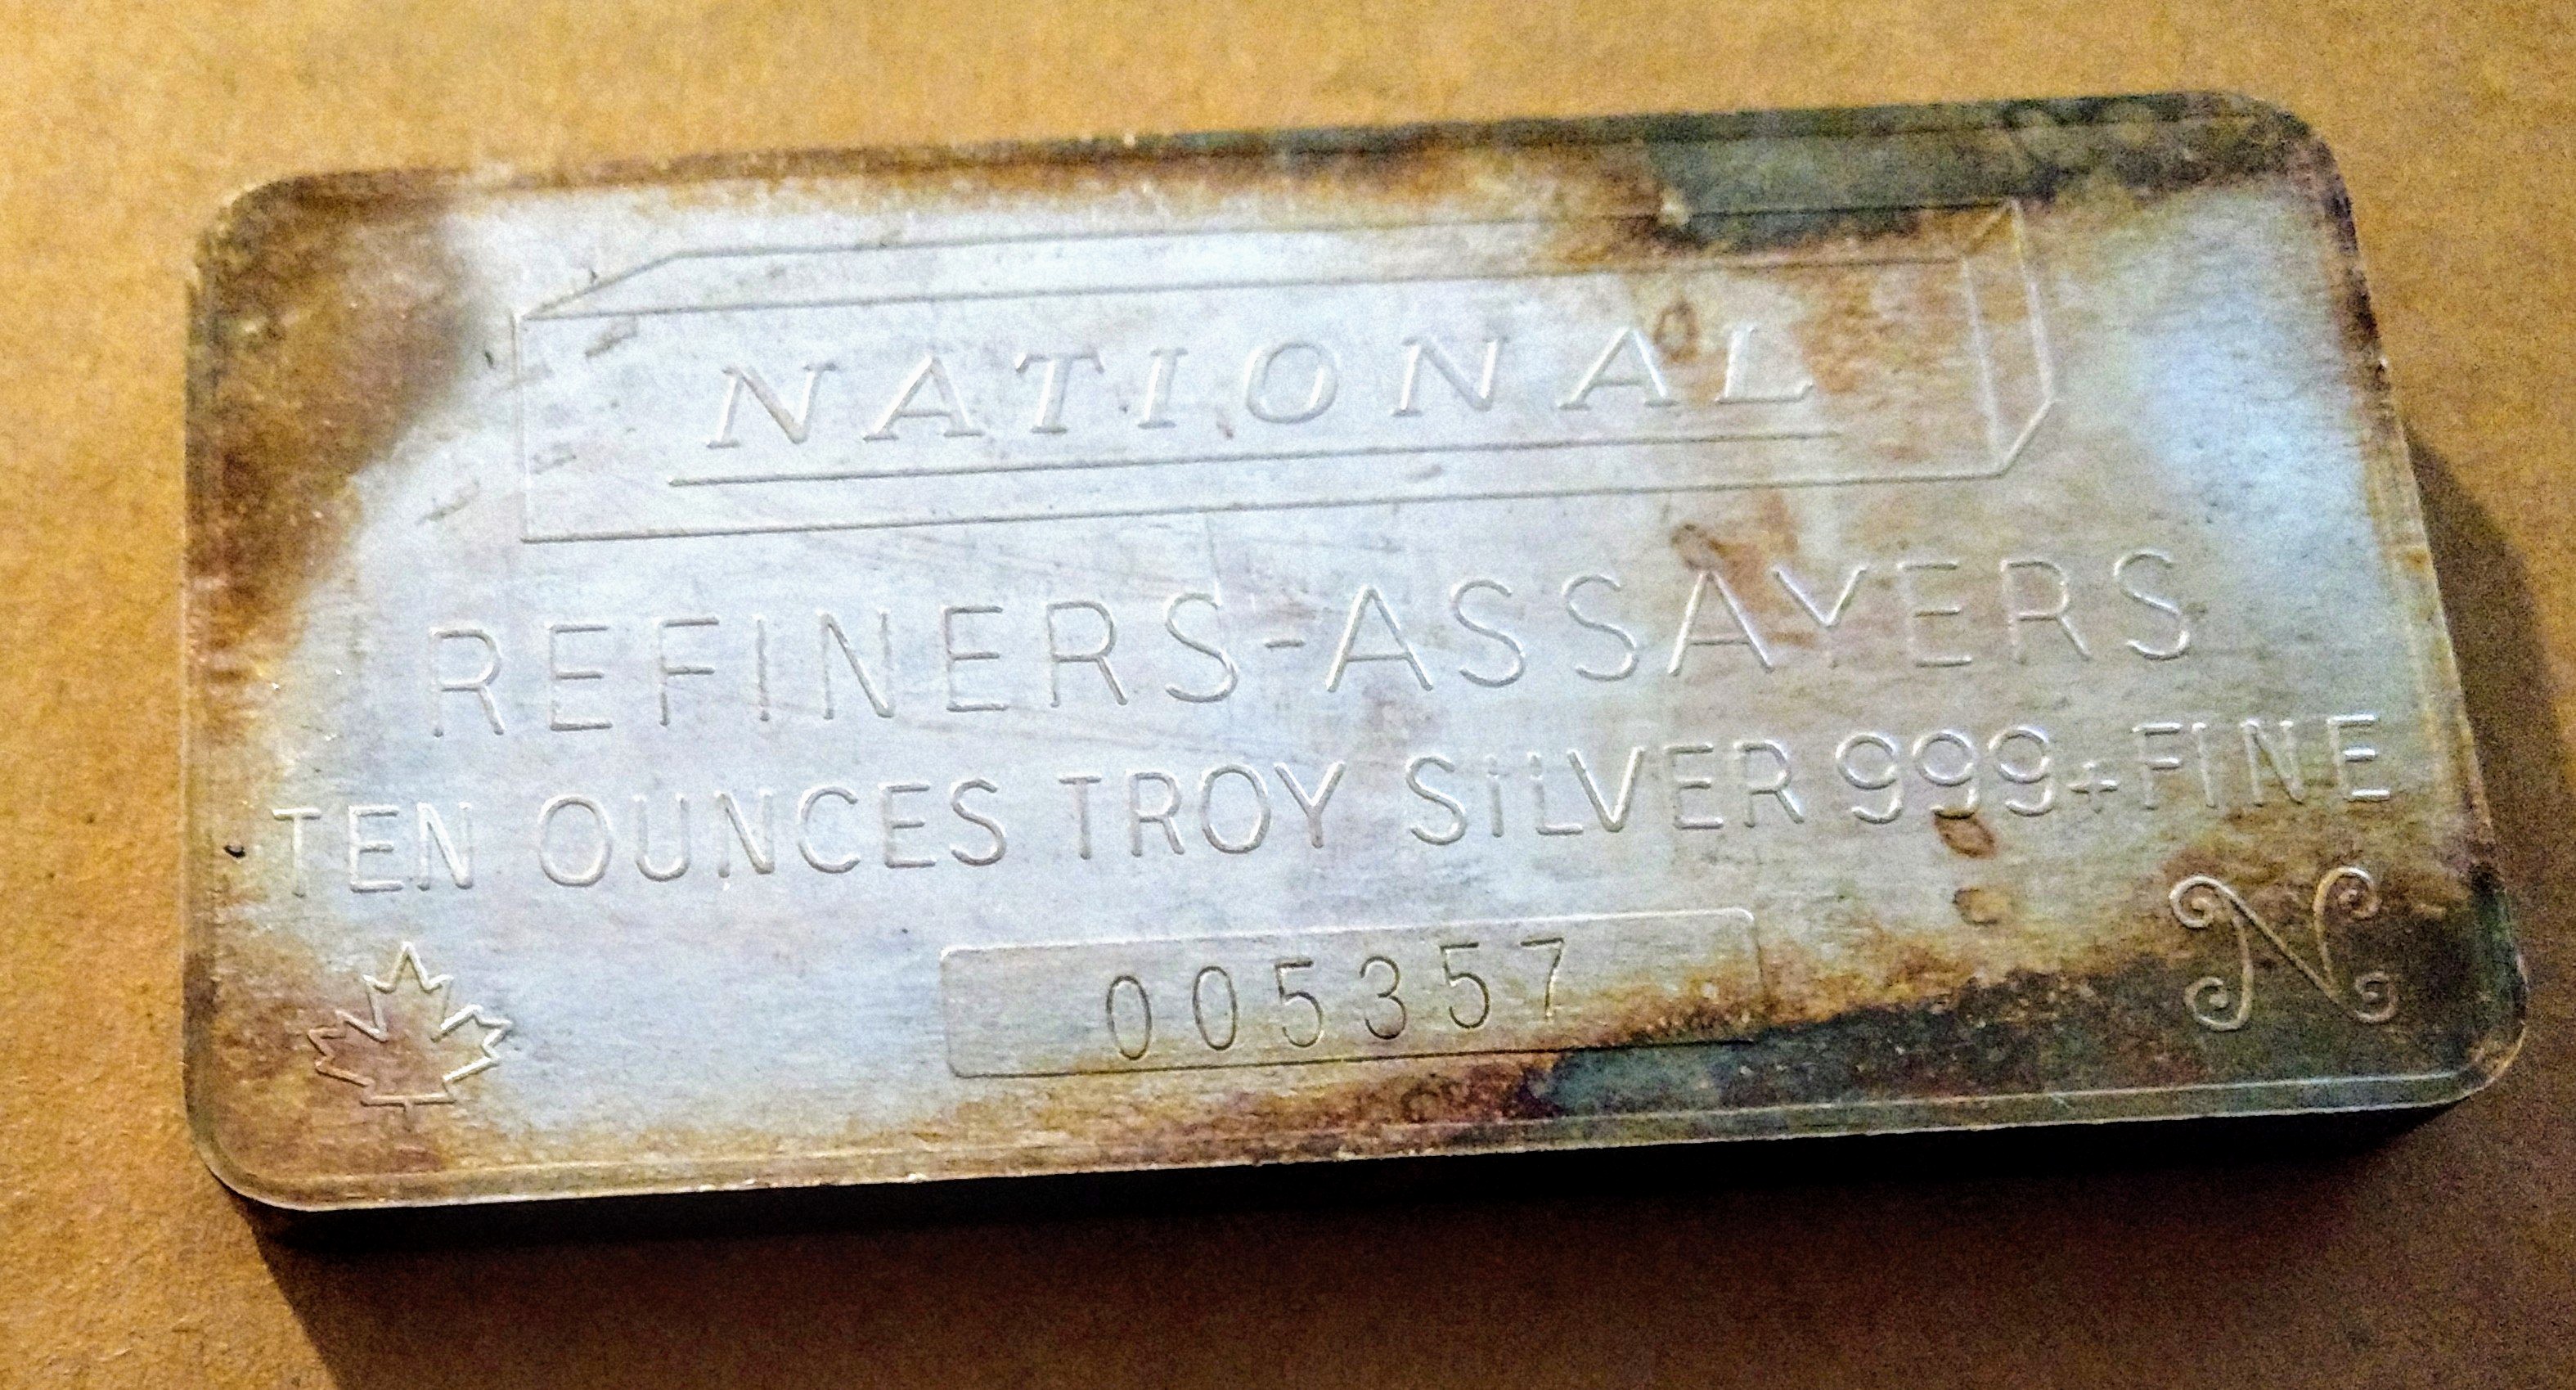 NATIONAL
REFINERS-ASSAYERS
TEN OUNCES TROY SiLVER 999+FINE
005357
N